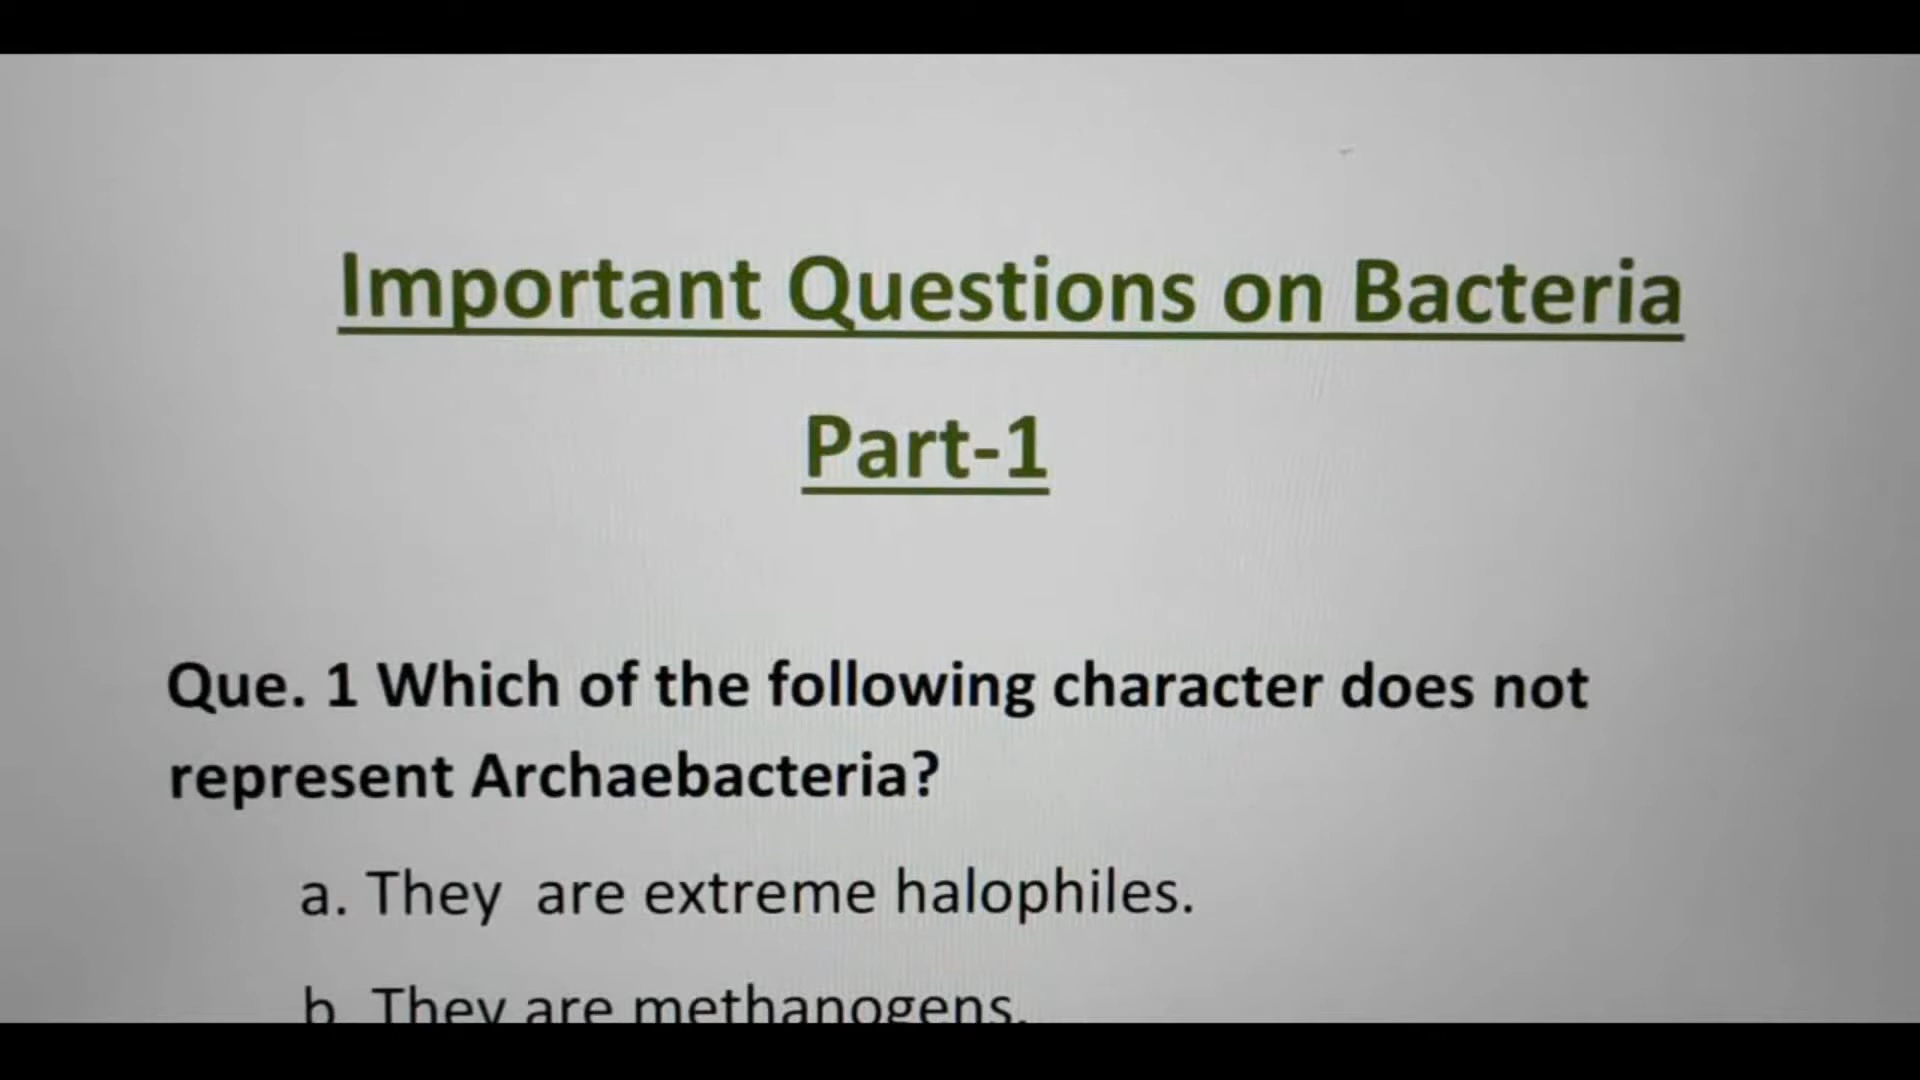 Important Questions on Bacteria
Part-1
Que. 1 Which of the following character does not
represent Archaebacteria?
a. They are extreme halophiles.
b. They are methanogens.